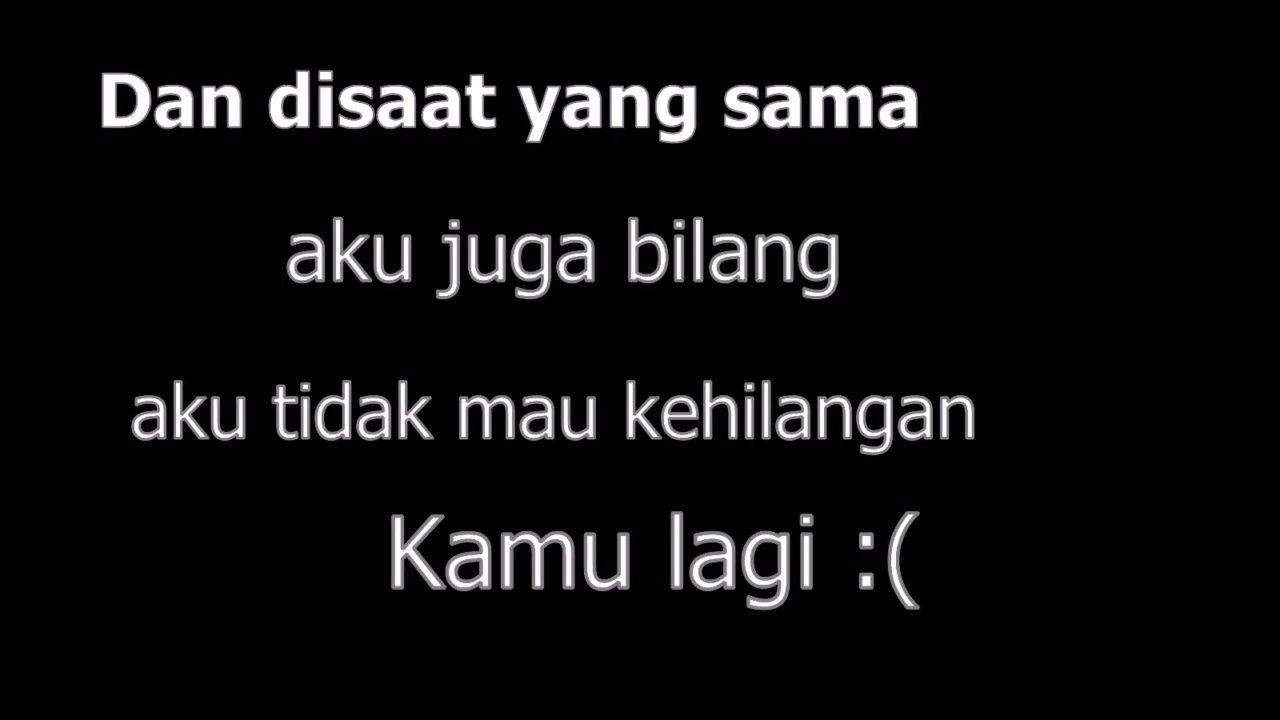 Dan disaat yang sama
aku juga bilang
aku tidak mau kehilangan
Kamu lagi :(